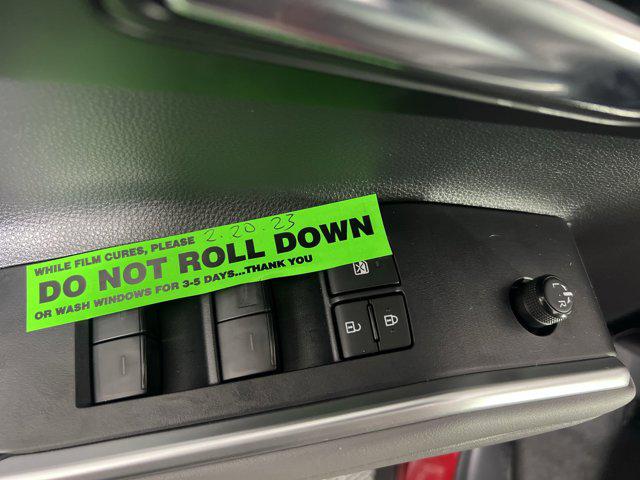 WHILE FILM CURES, PLEASE 2.20.23
DO NOT ROLL DOWN
OR WASH WINDOWS FOR 3-5 DAYS...THANK YOU
L R